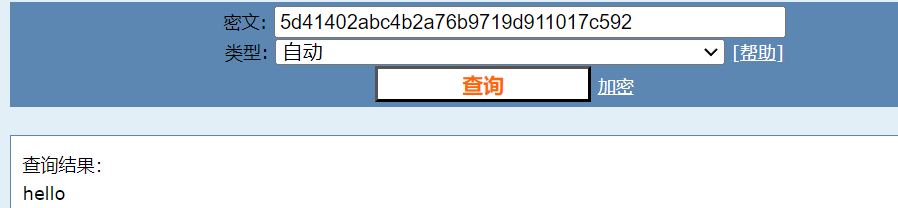 密文: 5d41402abc4b2a76b9719d911017c592
类型: 自动 [帮助]
查询 加密
查询结果:
hello